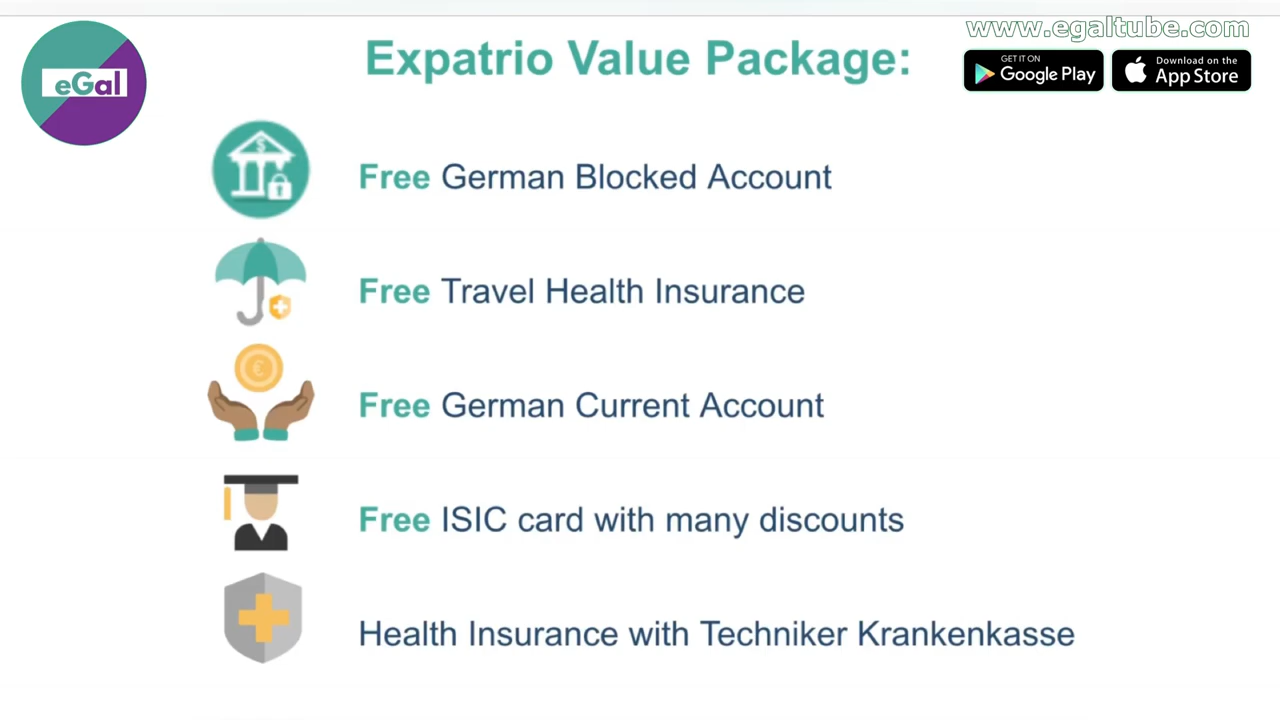 www.egaltube.com
eGal
Expatrio Value Package:
GET IT ON
Google Play
Download on the
App Store
Free German Blocked Account
Free Travel Health Insurance
Free German Current Account
Free ISIC card with many discounts
Health Insurance with Techniker Krankenkasse